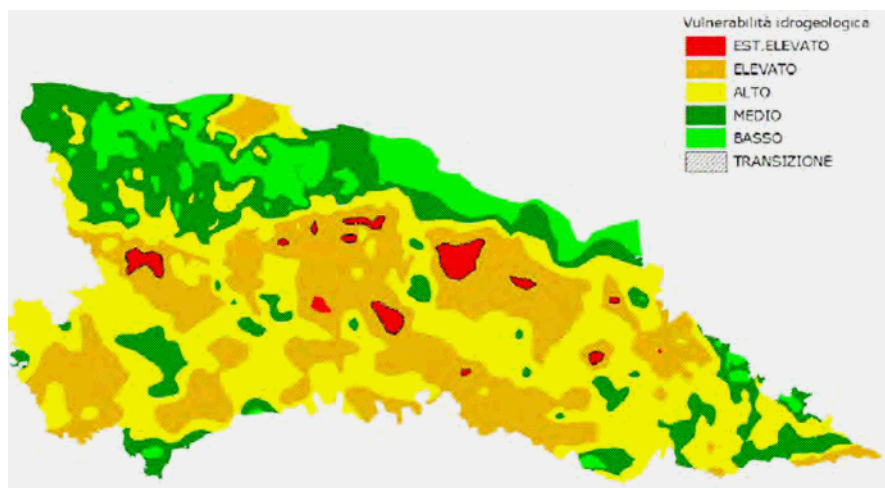 Vulnerabilità idrogeologica
EST.ELEVATO
ELEVATO
ALTO
MEDIO
BASSO
TRANSIZIONE